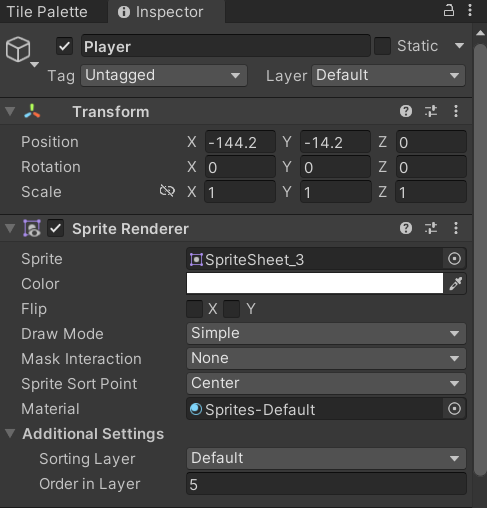 Tile Palette Inspector
Player Static
Tag Untagged Layer Default
Transform
Position X -144.2 Y -14.2 Z 0
Rotation X 0 Y 0 Z 0
Scale X 1 Y 1 Z 1
Sprite Renderer
Sprite SpriteSheet_3
Color
Flip X Y
Draw Mode Simple
Mask Interaction None
Sprite Sort Point Center
Material Sprites-Default
Additional Settings
Sorting Layer Default
Order in Layer 5